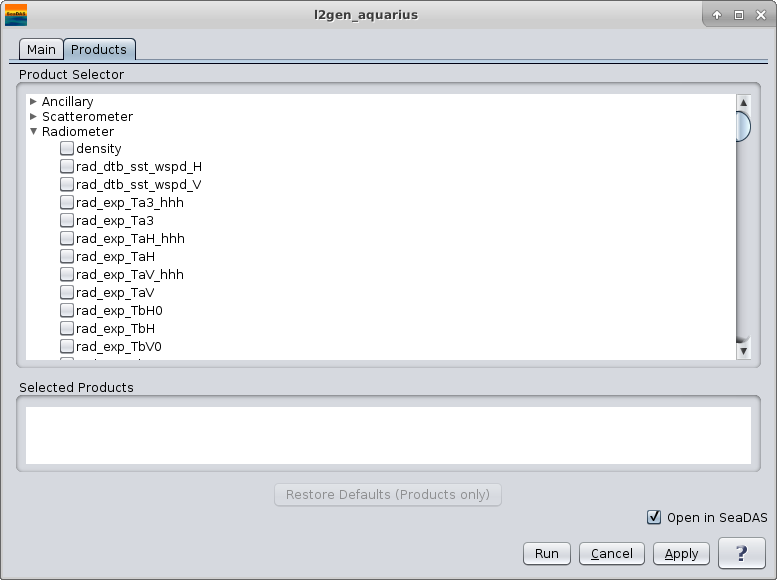 SeaDAS
l2gen_aquarius
Main
Products
Product Selector
Ancillary
Scatterometer
Radiometer
density
rad_dtb_sst_wspd_H
rad_dtb_sst_wspd_V
rad_exp_Ta3_hhh
rad_exp_Ta3
rad_exp_TaH_hhh
rad_exp_TaH
rad_exp_TaV_hhh
rad_exp_TaV
rad_exp_TbH0
rad_exp_TbH
rad_exp_TbV0
Selected Products
Restore Defaults (Products only)
Open in SeaDAS
Run
Cancel
Apply
?